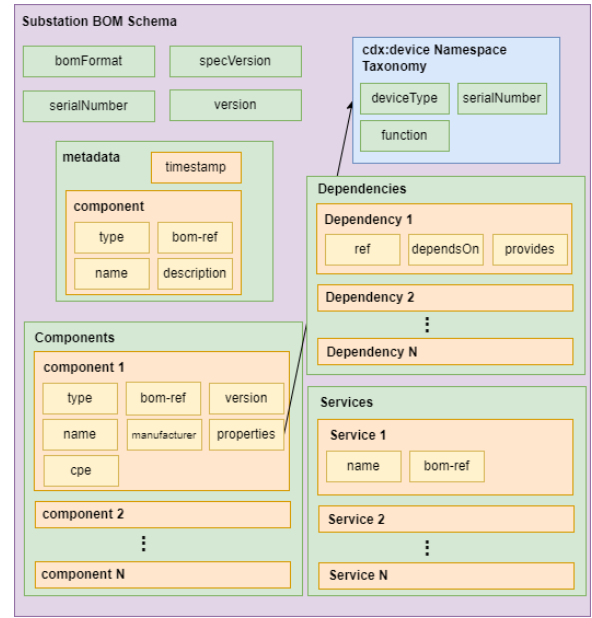 Substation BOM Schema
bomFormat
specVersion
serialNumber
version
cdx:device Namespace
Taxonomy
deviceType
serialNumber
function
metadata
timestamp
component
type
bom-ref
name
description
Dependencies
Dependency 1
ref
dependsOn
provides
Dependency 2
Dependency N
Components
component 1
type
bom-ref
version
name
manufacturer
properties
cpe
component 2
component N
Services
Service 1
name
bom-ref
Service 2
Service N